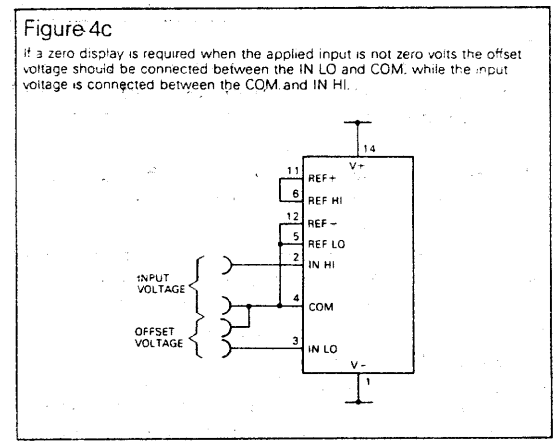 Figure 4c
if a zero display is required when the applied input is not zero volts the offset
voltage should be connected between the IN LO and COM. while the input
voltage is connected between the COM and IN HI.
14
V+
11 REF+
6 REF HI
12 REF -
5 REF LO
2 IN HI
INPUT
VOLTAGE
4 COM
OFFSET
VOLTAGE
3 IN LO
V -
1